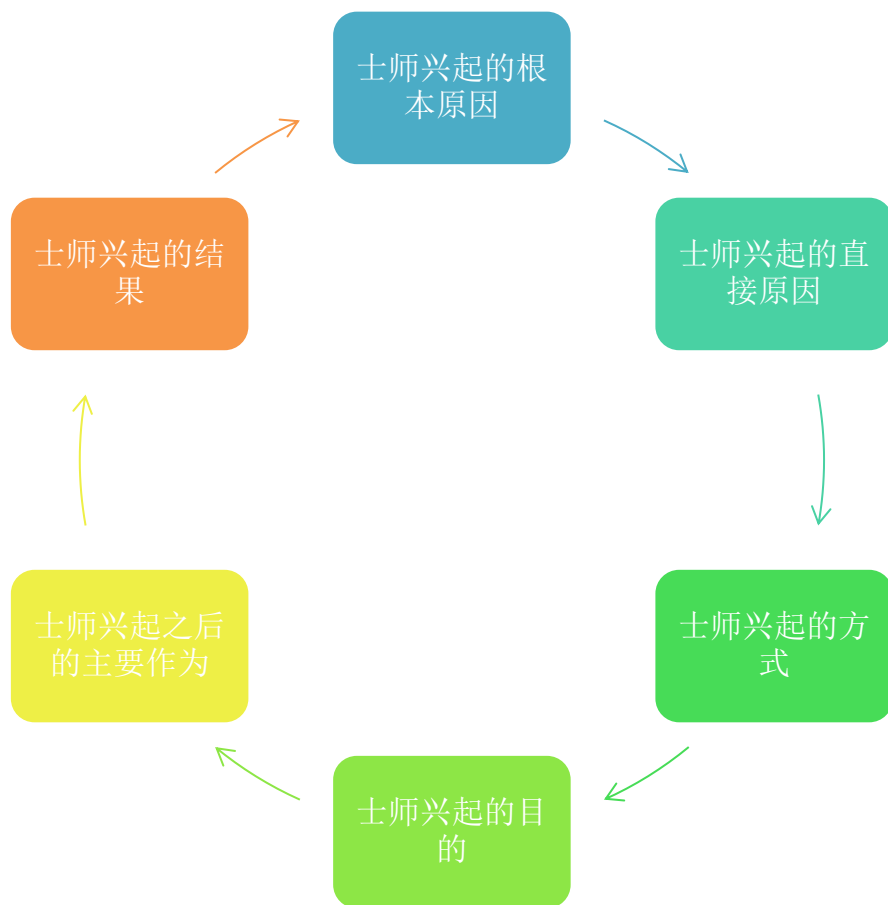 士师兴起的根
本原因
士师兴起的直
接原因
士师兴起的方
式
士师兴起的目
的
士师兴起之后
的主要作为
士师兴起的结
果